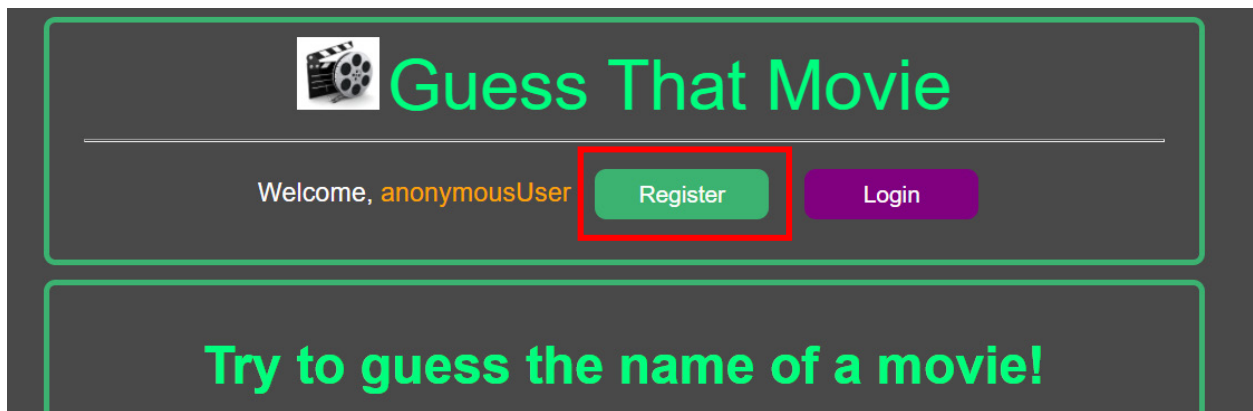 Guess That Movie
Welcome, anonymousUser Register Login
Try to guess the name of a movie!